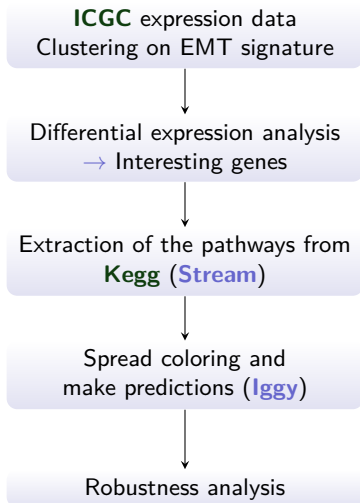 ICGC expression data
Clustering on EMT signature
Differential expression analysis
→ Interesting genes
Extraction of the pathways from
Kegg (Stream)
Spread coloring and
make predictions (Iggy)
Robustness analysis